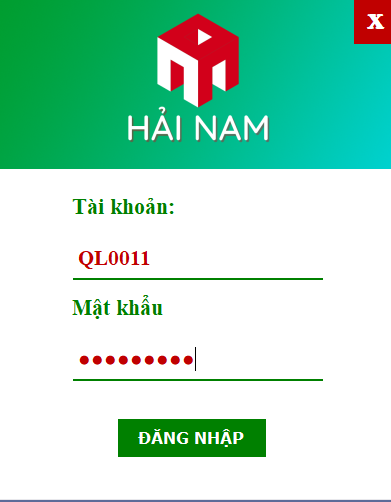 X
HẢI NAM
Tài khoản:
QL0011
Mật khẩu
●●●●●●●●●
ĐĂNG NHẬP